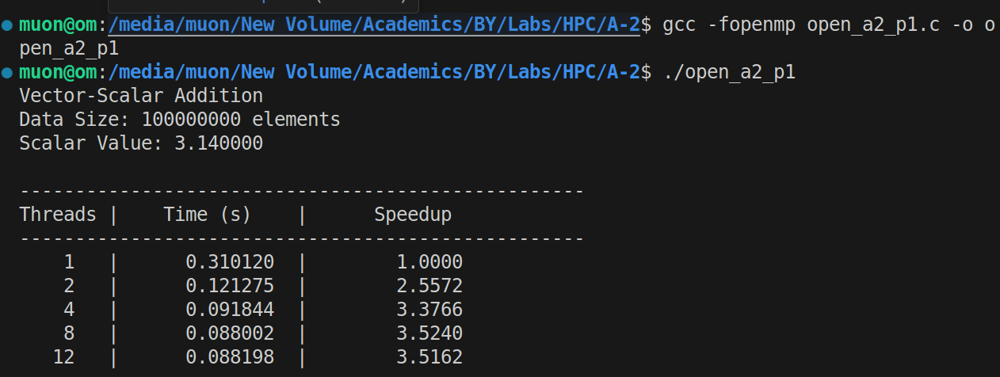 muon@om:/media/muon/New Volume/Academics/BY/Labs/HPC/A-2$ gcc -fopenmp open_a2_p1.c -o o
pen_a2_p1
muon@om:/media/muon/New Volume/Academics/BY/Labs/HPC/A-2$ ./open_a2_p1
Vector-Scalar Addition
Data Size: 100000000 elements
Scalar Value: 3.140000
---------------------------------------------------
Threads |    Time (s)    |      Speedup
---------------------------------------------------
    1   |      0.310120  |        1.0000
    2   |      0.121275  |        2.5572
    4   |      0.091844  |        3.3766
    8   |      0.088002  |        3.5240
   12   |      0.088198  |        3.5162